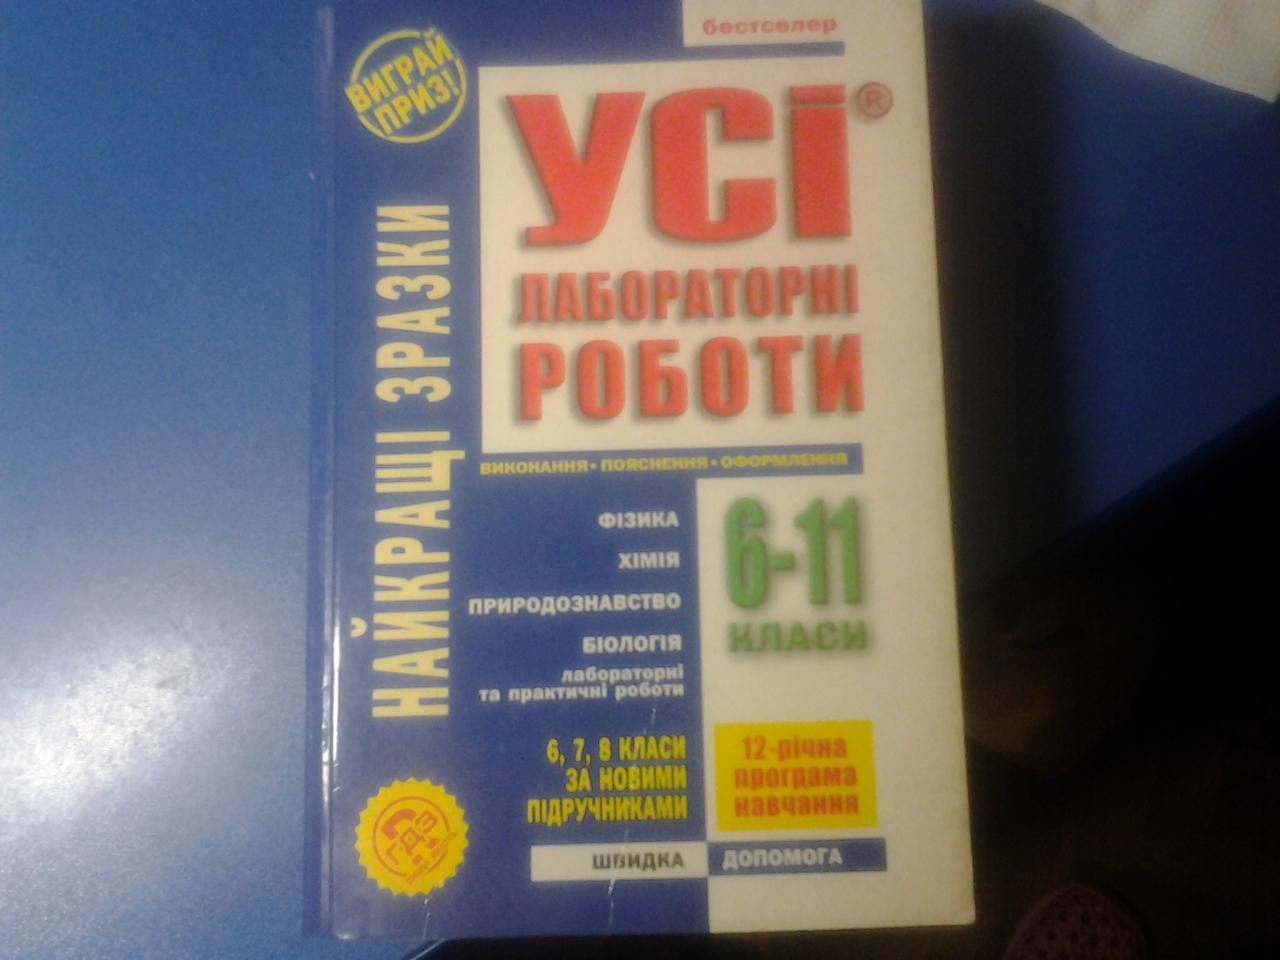 бестселер
ВИГРАЙ
ПРИЗ!
УСІ®
ЛАБОРАТОРНІ
РОБОТИ
НАЙКРАЩІ ЗРАЗКИ
ВИКОНАННЯ • ПОЯСНЕННЯ • ОФОРМЛЕННЯ
ФІЗИКА
ХІМІЯ
ПРИРОДОЗНАВСТВО
БІОЛОГІЯ
лабораторні
та практичні роботи
6-11
КЛАСИ
6, 7, 8 КЛАСИ
ЗА НОВИМИ
ПІДРУЧНИКАМИ
12-річна
програма
навчання
ГДЗ
ШВИДКА ДОПОМОГА